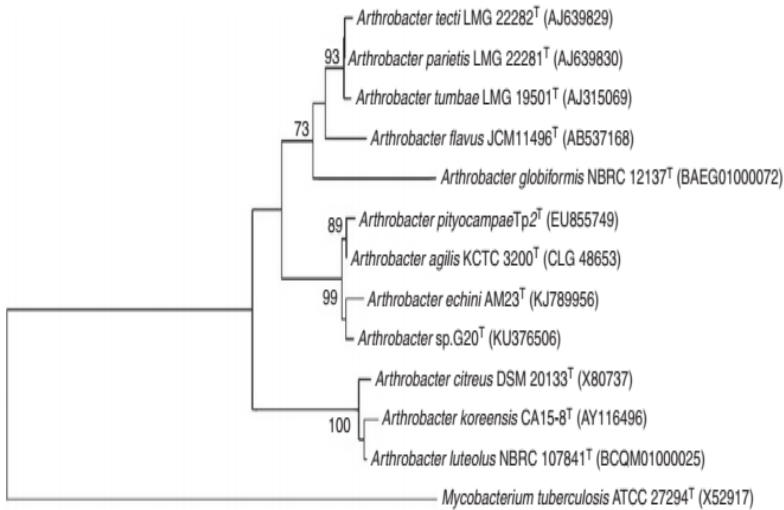 Arthrobacter tecti LMG 22282T (AJ639829)
93 Arthrobacter parietis LMG 22281T (AJ639830)
Arthrobacter tumbae LMG 19501T (AJ315069)
73 Arthrobacter flavus JCM11496T (AB537168)
Arthrobacter globiformis NBRC 12137T (BAEG01000072)
89 Arthrobacter pityocampaeTp2T (EU855749)
Arthrobacter agilis KCTC 3200T (CLG 48653)
99 Arthrobacter echini AM23T (KJ789956)
Arthrobacter sp.G20T (KU376506)
Arthrobacter citreus DSM 20133T (X80737)
100 Arthrobacter koreensis CA15-8T (AY116496)
Arthrobacter luteolus NBRC 107841T (BCQM01000025)
Mycobacterium tuberculosis ATCC 27294T (X52917)